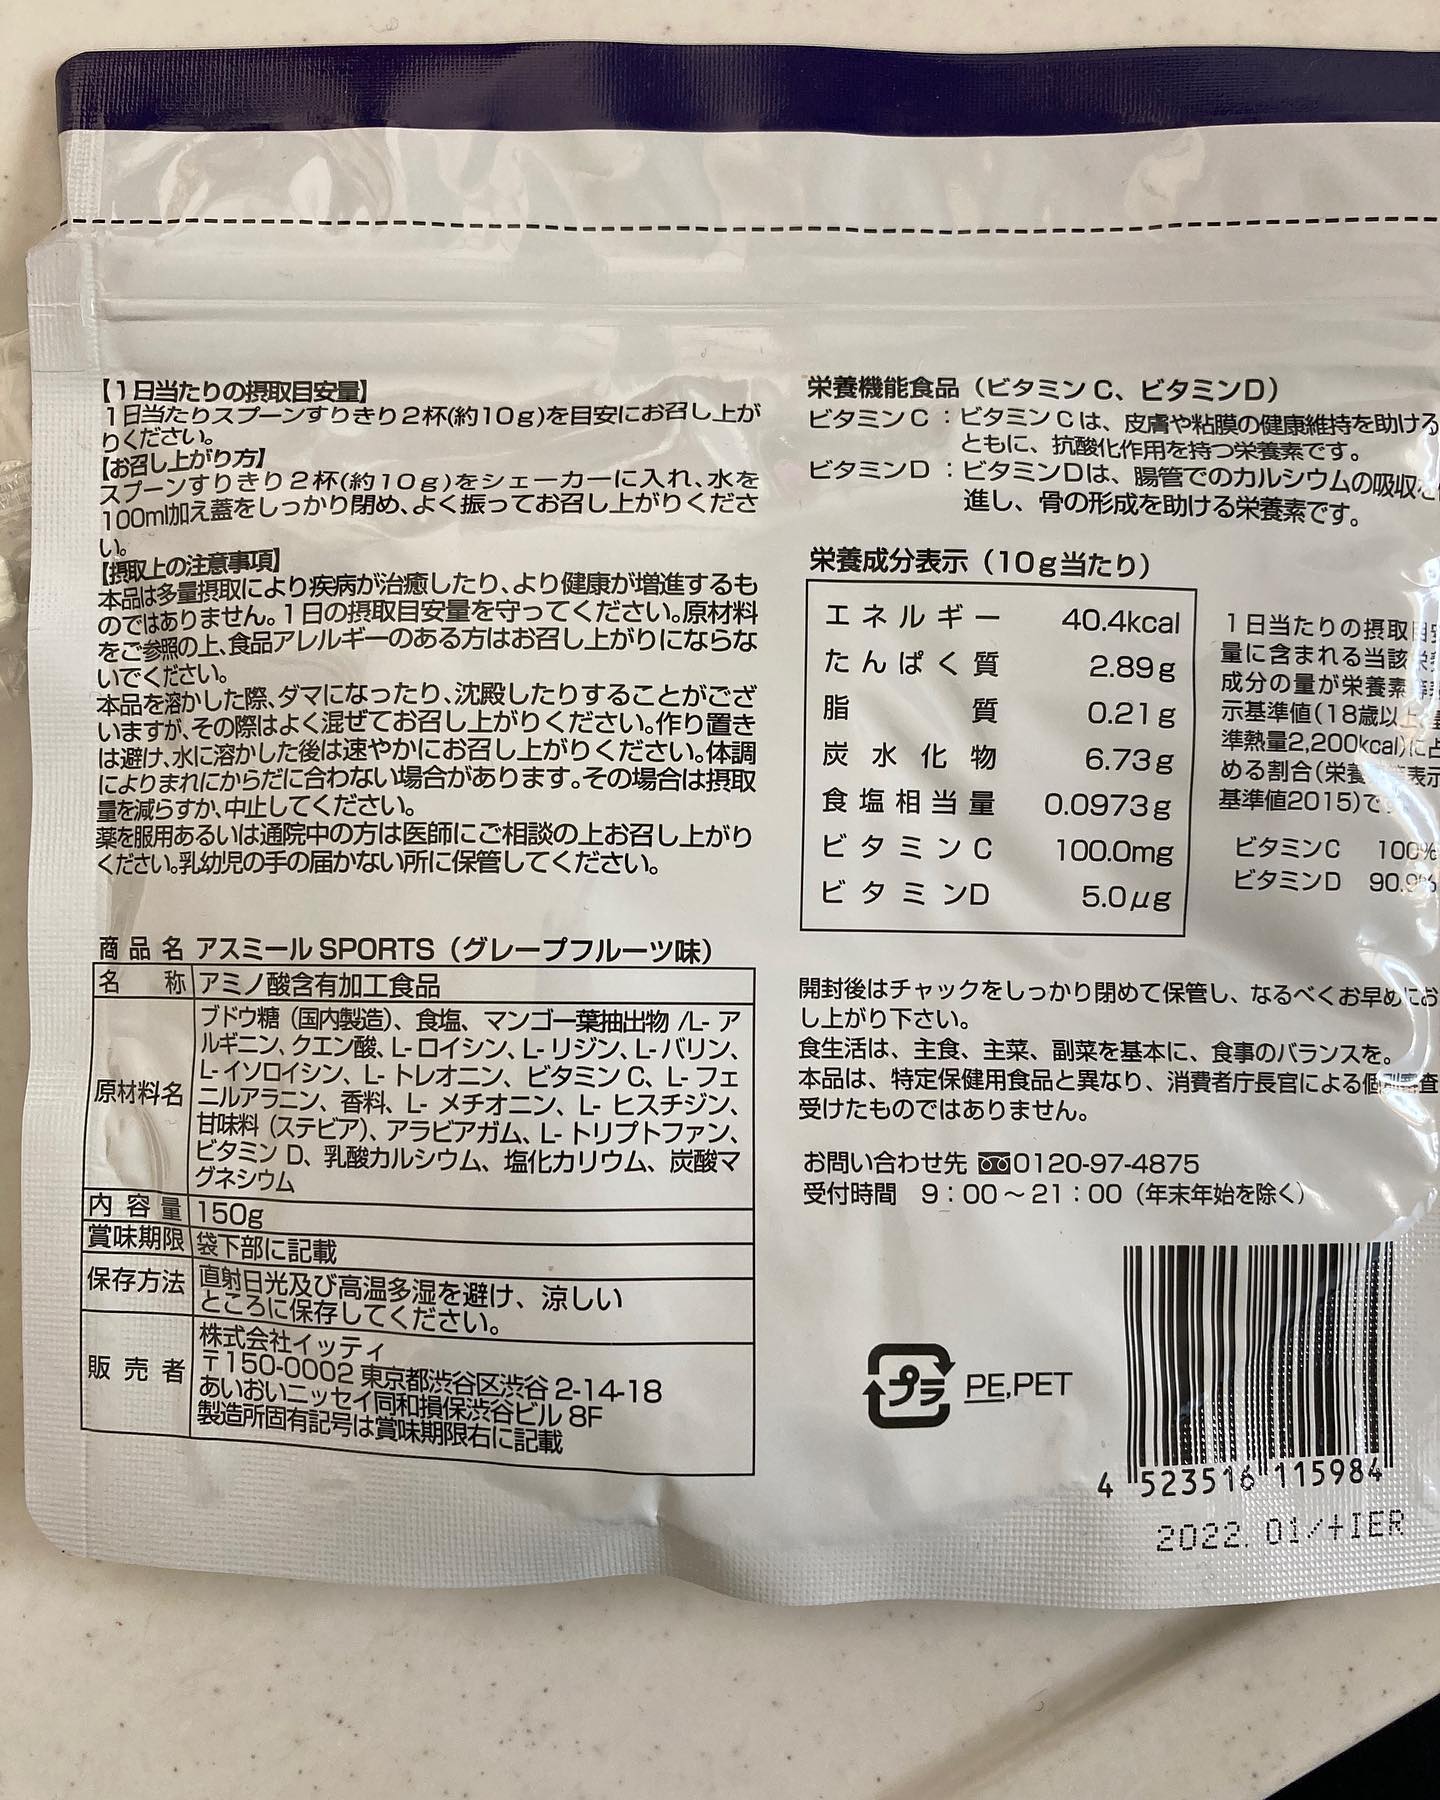 【1日当たりの摂取目安量】
1日当たりスプーンすりきり2杯(約10g)を目安にお召し上が
りください。
【お召し上がり方】
スプーンすりきり2杯(約10g)をシェーカーに入れ、水を
100ml加え蓋をしっかり閉め、よく振ってお召し上がりくださ
い。
【摂取上の注意事項】
本品は多量摂取により疾病が治癒したり、より健康が増進するも
のではありません。1日の摂取目安量を守ってください。原材料
をご参照の上、食品アレルギーのある方はお召し上がりにならな
いでください。
本品を溶かした際、ダマになったり、沈殿したりすることがござ
いますが、その際はよく混ぜてお召し上がりください。作り置き
は避け、水に溶かした後は速やかにお召し上がりください。体調
によりまれにからだに合わない場合があります。その場合は摂取
量を減らすか、中止してください。
薬を服用あるいは通院中の方は医師にご相談の上お召し上がり
ください。乳幼児の手の届かない所に保管してください。
商品名 アスミール SPORTS（グレープフルーツ味）
名称 アミノ酸含有加工食品
原材料名 ブドウ糖（国内製造）、食塩、マンゴー葉抽出物 /L- ア
ルギニン、クエン酸、L- ロイシン、L- リジン、L- バリン、
L- イソロイシン、L- トレオニン、ビタミン C、L- フェ
ニルアラニン、香料、L- メチオニン、L- ヒスチジン、
甘味料（ステビア）、アラビアガム、L- トリプトファン、
ビタミン D、乳酸カルシウム、塩化カリウム、炭酸マ
グネシウム
内容量 150g
賞味期限 袋下部に記載
保存方法 直射日光及び高温多湿を避け、涼しい
ところに保存してください。
販売者 株式会社イッティ
〒150-0002 東京都渋谷区渋谷 2-14-18
あいおいニッセイ同和損保渋谷ビル 8F
製造所固有記号は賞味期限右に記載
栄養機能食品（ビタミン C、ビタミンD）
ビタミンC：ビタミンCは、皮膚や粘膜の健康維持を助ける
ともに、抗酸化作用を持つ栄養素です。
ビタミンD：ビタミンDは、腸管でのカルシウムの吸収を
進し、骨の形成を助ける栄養素です。
栄養成分表示（10g当たり）
エネルギー 40.4kcal
たんぱく質 2.89g
脂質 0.21g
炭水化物 6.73g
食塩相当量 0.0973g
ビタミンC 100.0mg
ビタミンD 5.0μg
1日当たりの摂取目安
量に含まれる当該栄養
成分の量が栄養素等表
示基準値(18歳以上、基
準熱量2,200kcal)に占
める割合(栄養素等表示
基準値2015)です
ビタミンC 100%
ビタミンD 90.9%
開封後はチャックをしっかり閉めて保管し、なるべくお早めにお
し上がり下さい。
食生活は、主食、主菜、副菜を基本に、食事のバランスを。
本品は、特定保健用食品と異なり、消費者庁長官による個別審査
受けたものではありません。
お問い合わせ先 0120-97-4875
受付時間 9：00～21：00（年末年始を除く）
プラ PE,PET
4 523516 115984
2022. 01/+IER